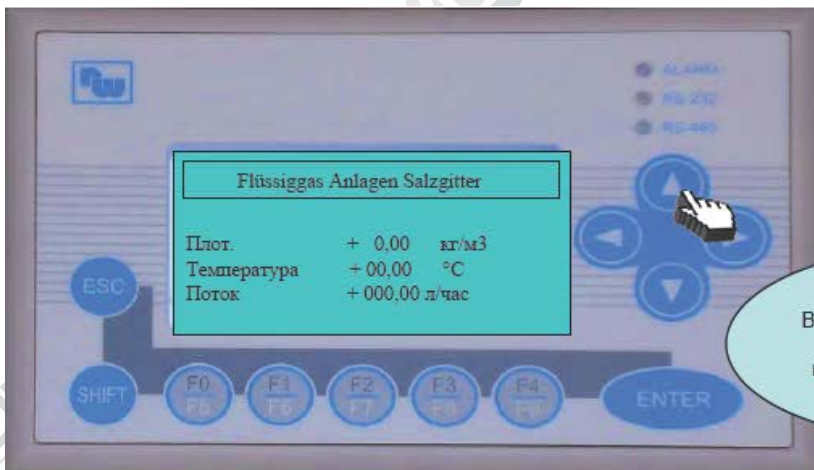 ALARM
RS-232
RS-485
Flüssiggas Anlagen Salzgitter
Плот. + 0,00 кг/м3
Температура + 00,00 °C
Поток + 000,00 л/час
ESC
SHIFT
F0 F1 F2 F3 F4
F5 F6 F7 F8 F9
ENTER
В